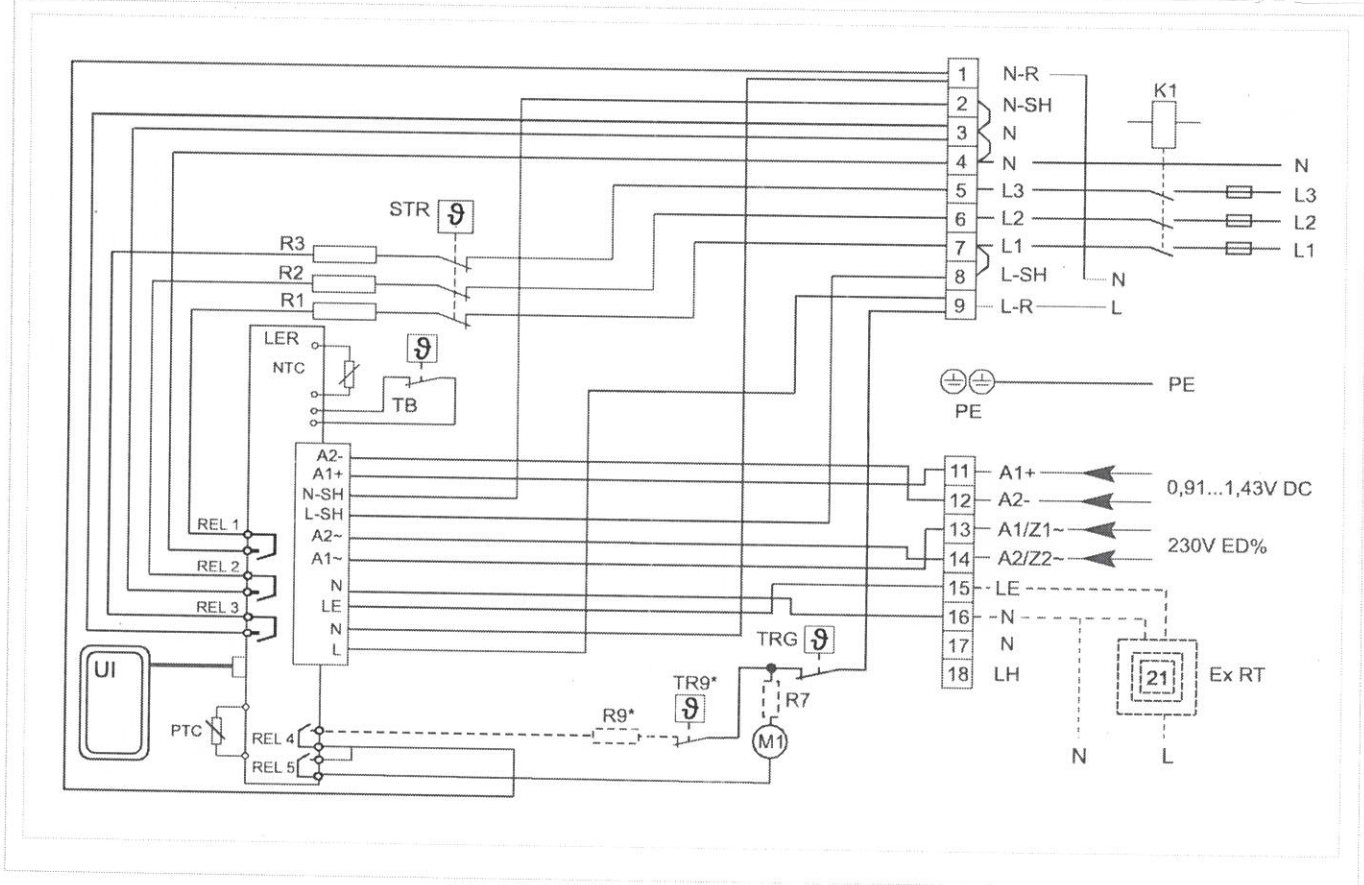 1 N-R
K1
2 N-SH
3 N
4 N N
5 L3 L3
6 L2 L2
7 L1 L1
8 L-SH N
9 L-R L
STR ϑ
R3
R2
R1
LER
NTC
ϑ
TB
PE
PE
A2-
A1+
N-SH
L-SH
A2~
A1~
N
LE
N
L
11 A1+
12 A2-
0,91...1,43V DC
13 A1/Z1~
14 A2/Z2~
230V ED%
15 LE
16 N
17 N
18 LH
21 Ex RT
N L
REL 1
REL 2
REL 3
UI
PTC
REL 4
REL 5
R9*
TR9*
ϑ
TRG ϑ
R7
M1